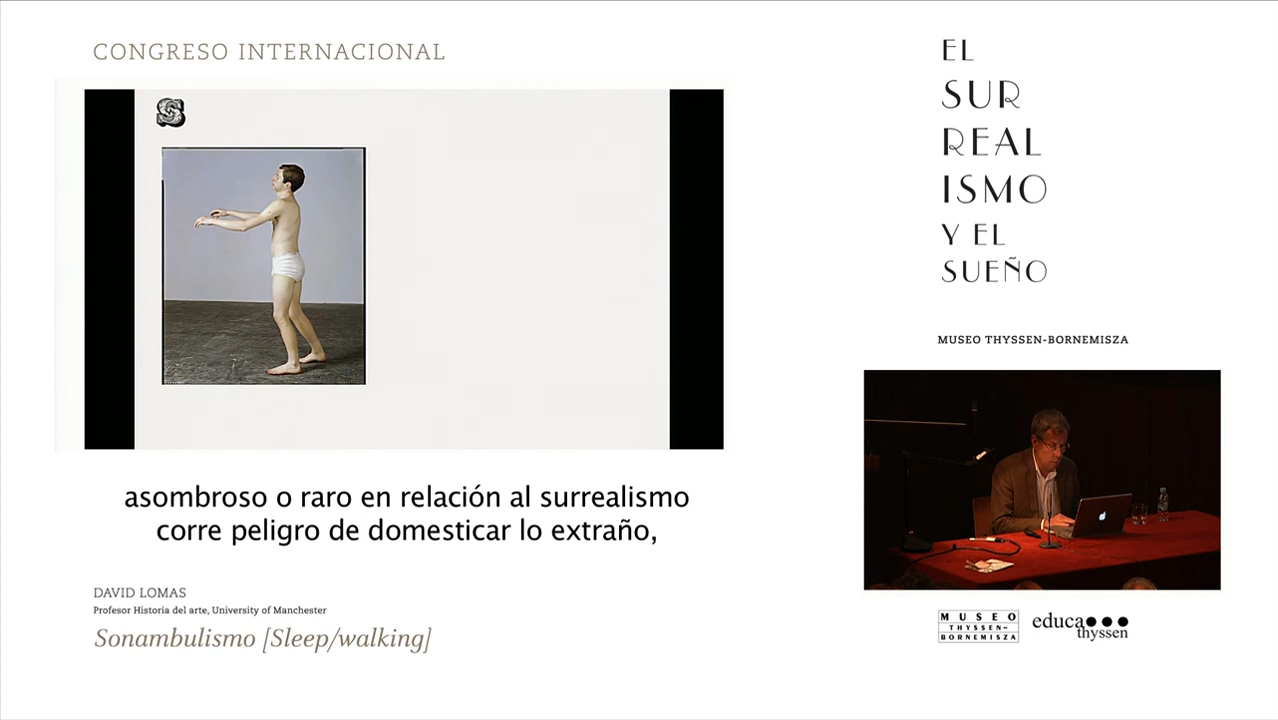 CONGRESO INTERNACIONAL
S
asombroso o raro en relación al surrealismo
corre peligro de domesticar lo extraño,
DAVID LOMAS
Profesor Historia del arte, University of Manchester
Sonambulismo [Sleep/walking]
EL
SUR
REAL
ISMO
Y EL
SUEÑO
MUSEO THYSSEN-BORNEMISZA
MUSEO
THYSSEN-
BORNEMISZA
educa
thyssen